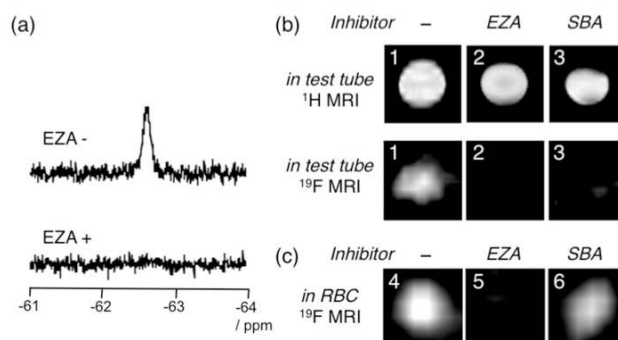 (a)
EZA -
EZA +
-61 -62 -63 -64
/ ppm
(b) Inhibitor – EZA SBA
in test tube
¹H MRI
1 2 3
in test tube
¹⁹F MRI
1 2 3
(c) Inhibitor – EZA SBA
in RBC
¹⁹F MRI
4 5 6